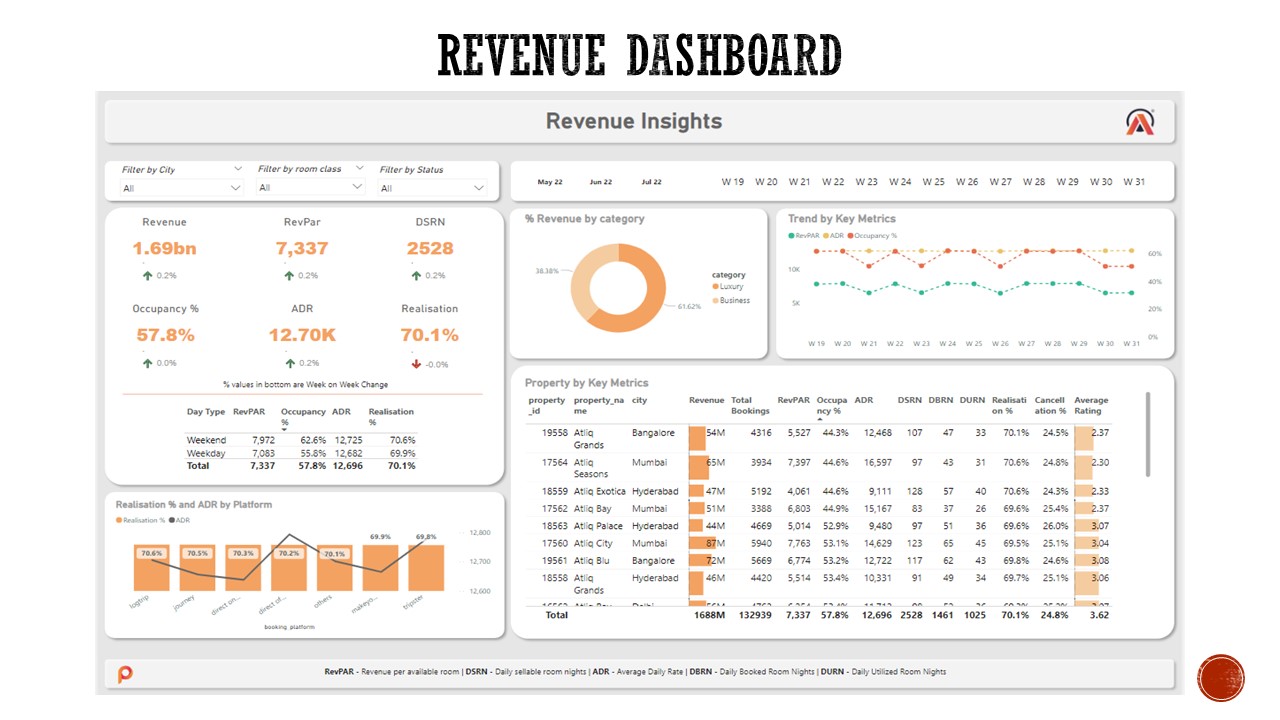 REVENUE DASHBOARD
Revenue Insights
Filter by City
All
Filter by room class
All
Filter by Status
All
May 22 Jun 22 Jul 22
W 19 W 20 W 21 W 22 W 23 W 24 W 25 W 26 W 27 W 28 W 29 W 30 W 31
Revenue RevPar DSRN
1.69bn 7,337 2528
0.2% 0.2% 0.2%
Occupancy % ADR Realisation
57.8% 12.70K 70.1%
0.0% 0.2% -0.0%
% values in bottom are Week on Week Change
Day Type RevPAR Occupancy % ADR Realisation %
Weekend 7,972 62.6% 12,725 70.6%
Weekday 7,083 55.8% 12,682 69.9%
Total 7,337 57.8% 12,696 70.1%
Realisation % and ADR by Platform
Realisation % ADR
70.6% 70.5% 70.3% 70.2% 70.1% 69.9% 69.8%
12,800
12,700
12,600
logtrip journey direct on... direct of... others makeyo... tripster
booking_platform
% Revenue by category
38.38%
61.62%
category
Luxury
Business
Trend by Key Metrics
RevPAR ADR Occupancy %
10K
5K
60%
40%
20%
0%
W 19 W 20 W 21 W 22 W 23 W 24 W 25 W 26 W 27 W 28 W 29 W 30 W 31
Property by Key Metrics
property_id property_name city Revenue Total Bookings RevPAR Occupancy % ADR DSRN DBRN DURN Realisation % Cancellation % Average Rating
19558 Atliq Grands Bangalore 54M 4316 5,527 44.3% 12,468 107 47 33 70.1% 24.5% 2.37
17564 Atliq Seasons Mumbai 65M 3934 7,397 44.6% 16,597 97 43 31 70.6% 24.8% 2.30
18559 Atliq Exotica Hyderabad 47M 5192 4,061 44.6% 9,111 128 57 40 70.6% 24.3% 2.33
17562 Atliq Bay Mumbai 51M 3388 6,803 44.9% 15,167 83 37 26 69.6% 25.4% 2.37
18563 Atliq Palace Hyderabad 44M 4669 5,014 52.9% 9,480 97 51 36 69.6% 26.0% 3.07
17560 Atliq City Mumbai 87M 5940 7,763 53.1% 14,629 123 65 45 69.5% 25.1% 3.04
19561 Atliq Blu Bangalore 72M 5669 6,774 53.2% 12,722 117 62 43 69.8% 24.6% 3.08
18558 Atliq Grands Hyderabad 46M 4420 5,514 53.4% 10,331 91 49 34 69.7% 25.1% 3.06
Total 1688M 132939 7,337 57.8% 12,696 2528 1461 1025 70.1% 24.8% 3.62
RevPAR - Revenue per available room | DSRN - Daily sellable room nights | ADR - Average Daily Rate | DBRN - Daily Booked Room Nights | DURN - Daily Utilized Room Nights